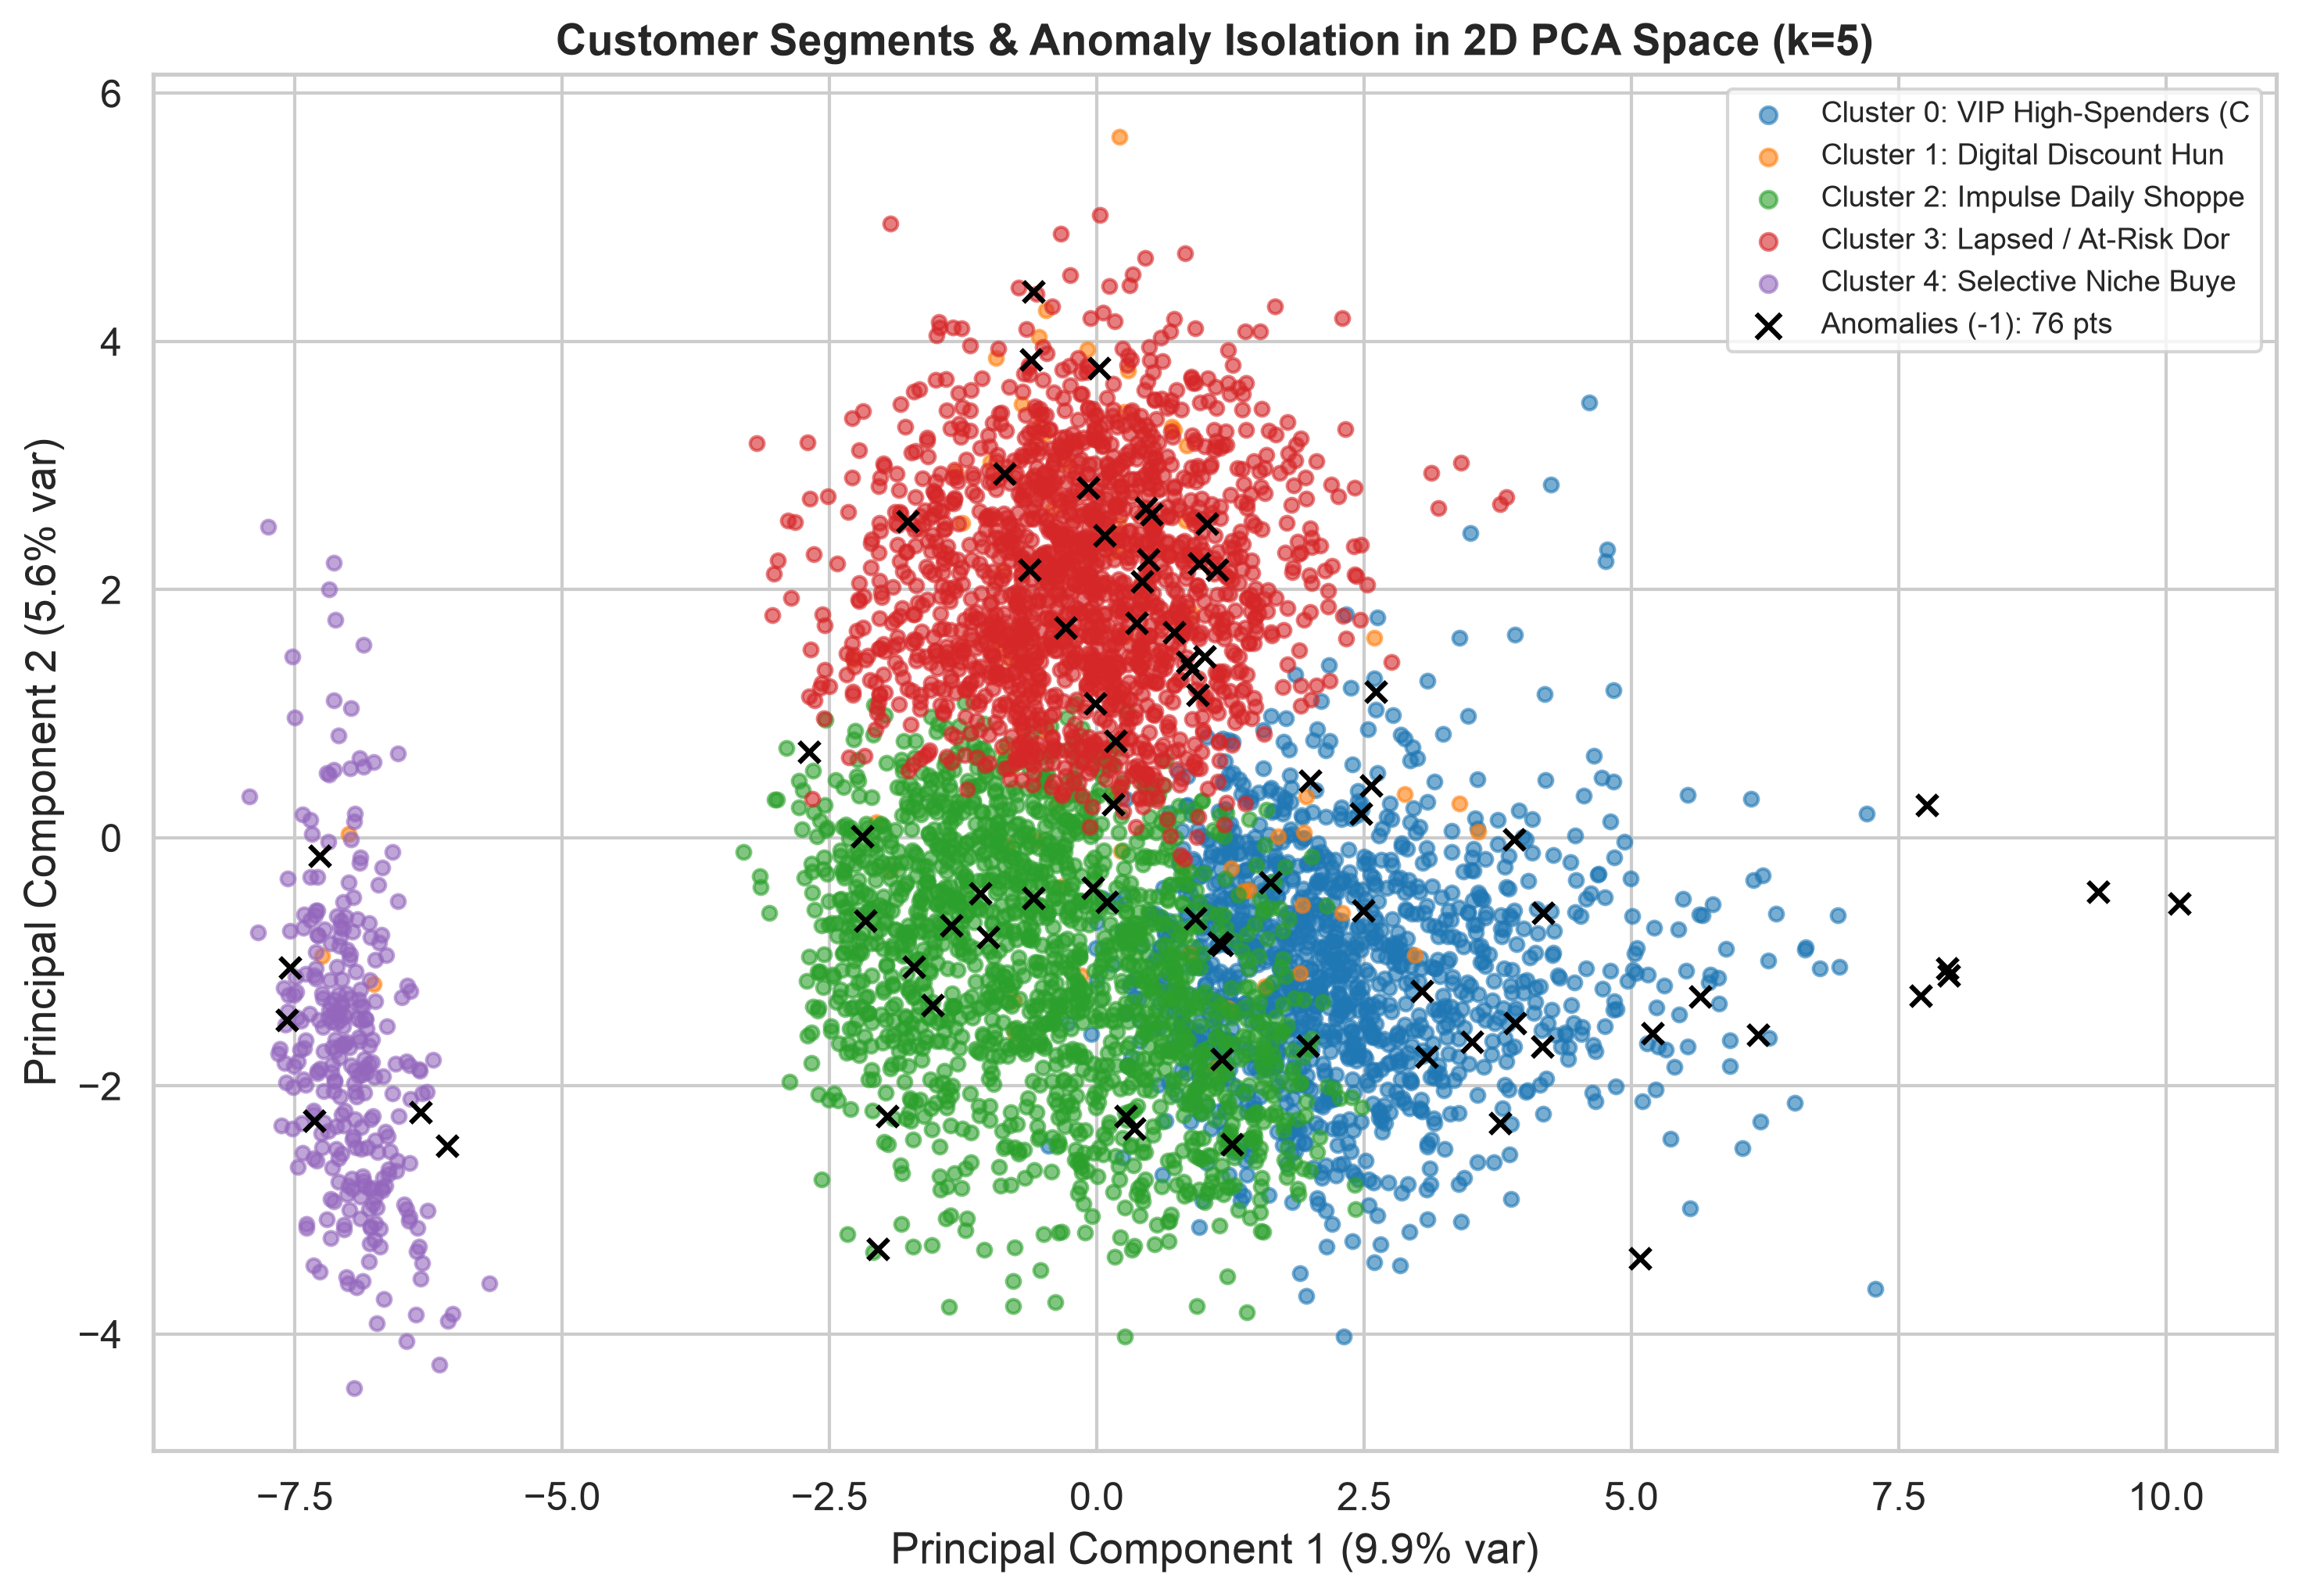 Customer Segments & Anomaly Isolation in 2D PCA Space (k=5)
Cluster 0: VIP High-Spenders (C
Cluster 1: Digital Discount Hun
Cluster 2: Impulse Daily Shoppe
Cluster 3: Lapsed / At-Risk Dor
Cluster 4: Selective Niche Buye
Anomalies (-1): 76 pts
Principal Component 2 (5.6% var)
6
4
2
0
−2
−4
−7.5 −5.0 −2.5 0.0 2.5 5.0 7.5 10.0
Principal Component 1 (9.9% var)